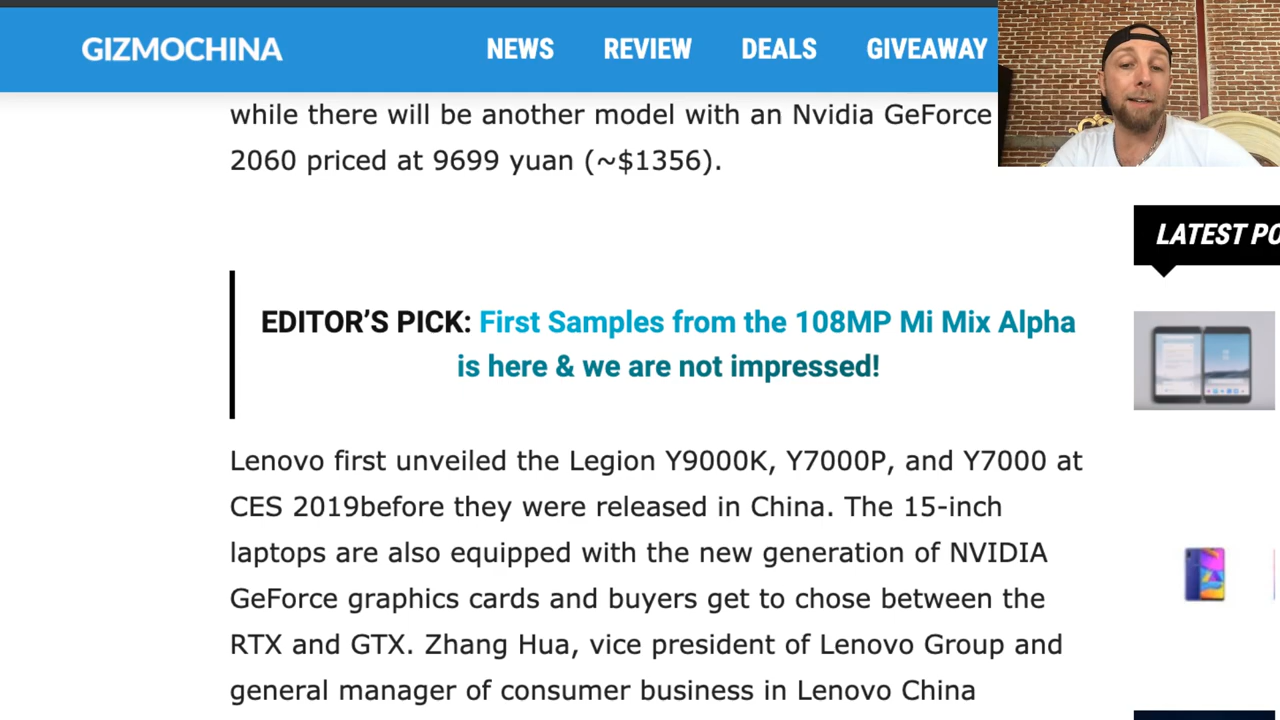 GIZMOCHINA NEWS REVIEW DEALS GIVEAWAY
while there will be another model with an Nvidia GeForce
2060 priced at 9699 yuan (~$1356).
LATEST PO
EDITOR'S PICK: First Samples from the 108MP Mi Mix Alpha
is here & we are not impressed!
Lenovo first unveiled the Legion Y9000K, Y7000P, and Y7000 at
CES 2019before they were released in China. The 15-inch
laptops are also equipped with the new generation of NVIDIA
GeForce graphics cards and buyers get to chose between the
RTX and GTX. Zhang Hua, vice president of Lenovo Group and
general manager of consumer business in Lenovo China